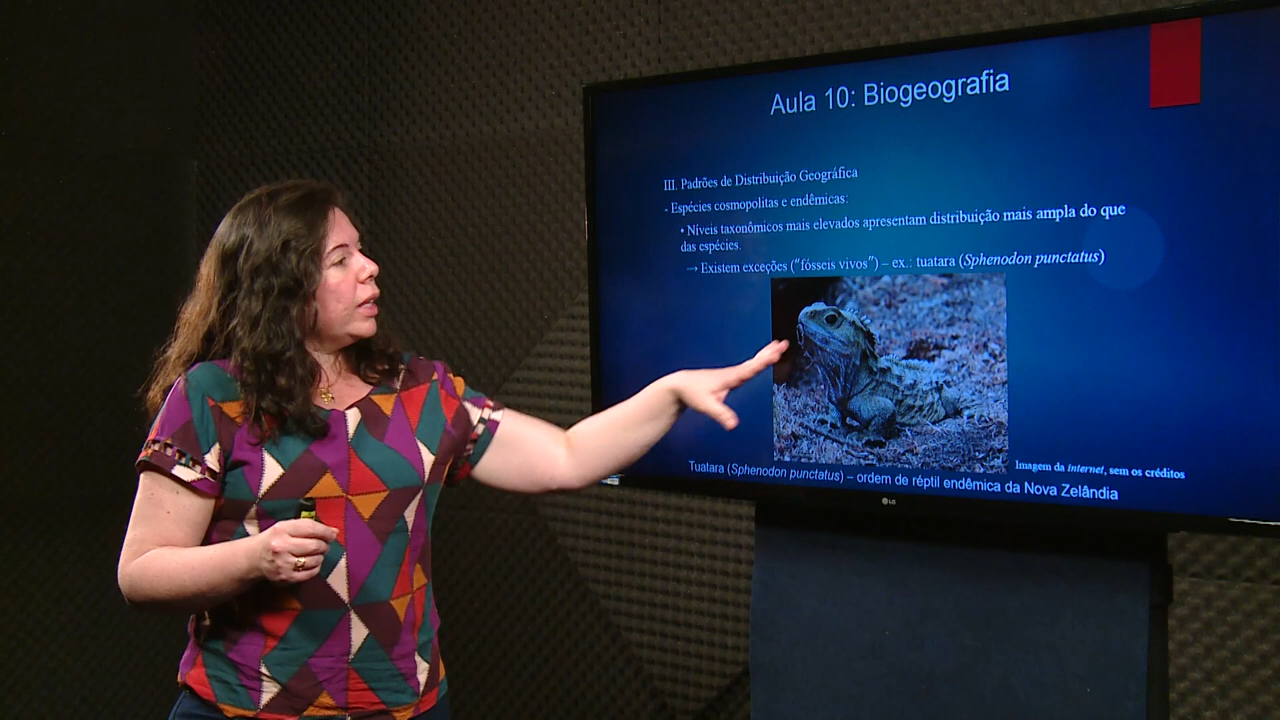 Aula 10: Biogeografia
III. Padrões de Distribuição Geográfica
- Espécies cosmopolitas e endêmicas:
• Níveis taxonômicos mais elevados apresentam distribuição mais ampla do que
das espécies.
→ Existem exceções ("fósseis vivos") – ex.: tuatara (Sphenodon punctatus)
Imagem da internet, sem os créditos
Tuatara (Sphenodon punctatus) – ordem de réptil endêmica da Nova Zelândia
LG